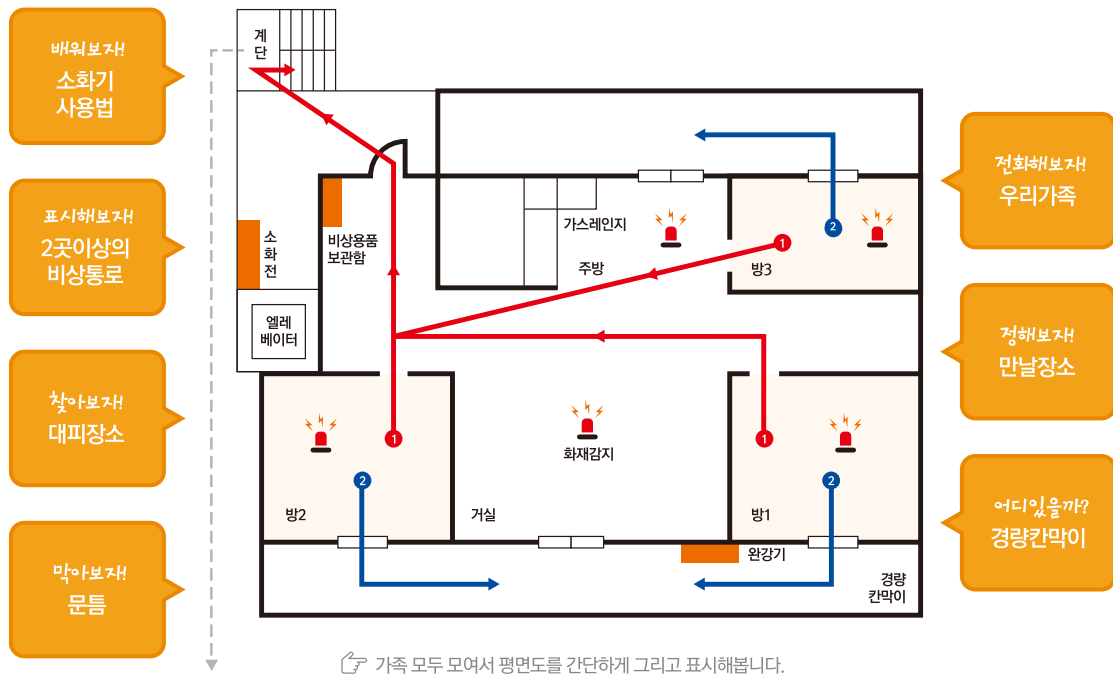 배워보자!
소화기
사용법
표시해보자!
2곳이상의
비상통로
찾아보자!
대피장소
막아보자!
문틈
계
단
소
화
전
비상용품
보관함
엘레
베이터
가스레인지
주방
방3
1
2
1
2
방2
거실
화재감지
1
2
방1
완강기
경량
칸막이
전화해보자!
우리가족
정해보자!
만날장소
어디있을까?
경량칸막이
가족 모두 모여서 평면도를 간단하게 그리고 표시해봅니다.